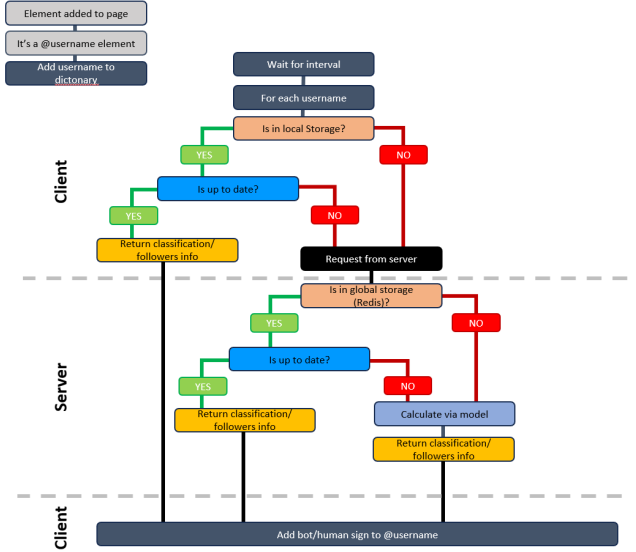 Element added to page
It's a @username element
Add username to
dictonary
Wait for interval
For each username
Is in local Storage?
YES
NO
Client
Is up to date?
YES
NO
Return classification/
followers info
Request from server
Is in global storage
(Redis)?
YES
NO
Server
Is up to date?
YES
NO
Return classification/
followers info
Calculate via model
Return classification/
followers info
Client
Add bot/human sign to @username